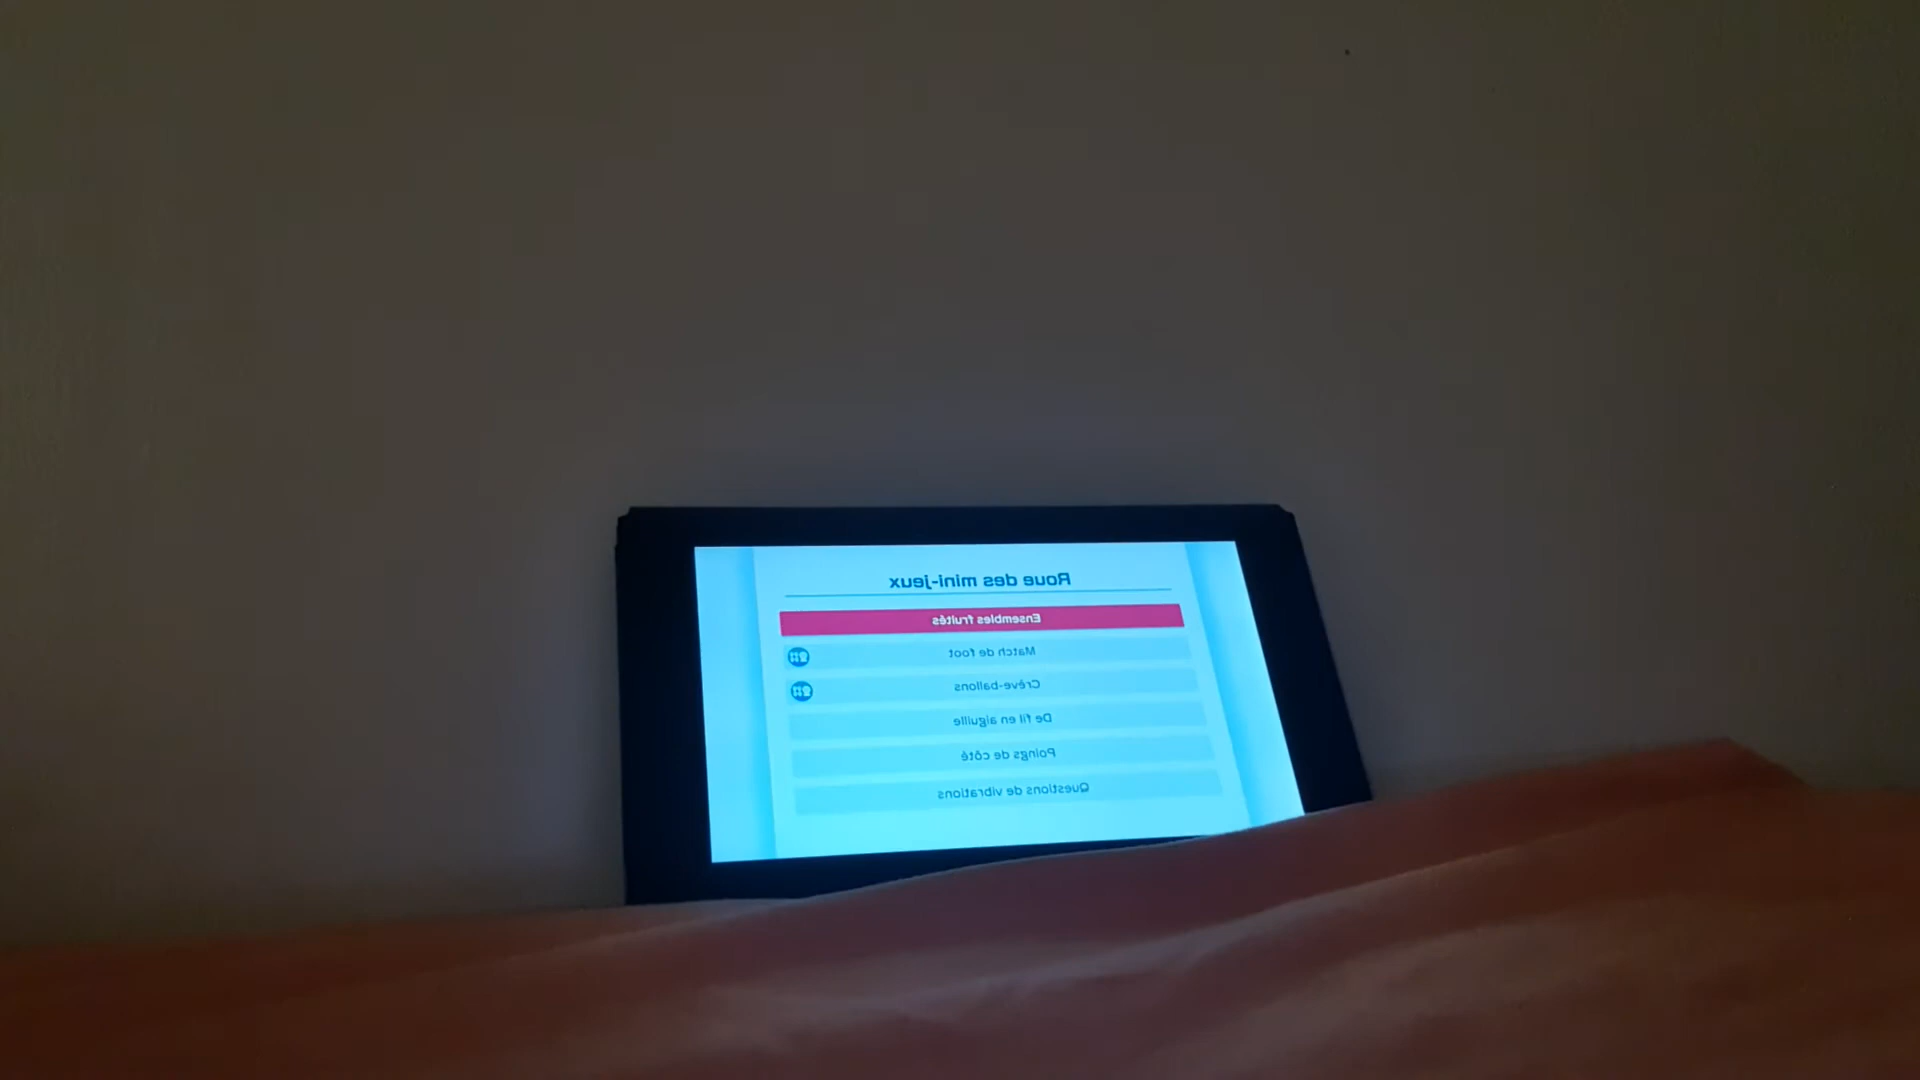 Roue des mini-jeux
Ensembles fruités
Match de foot
Crève-ballons
De fil en aiguille
Poings de côté
Questions de vibrations